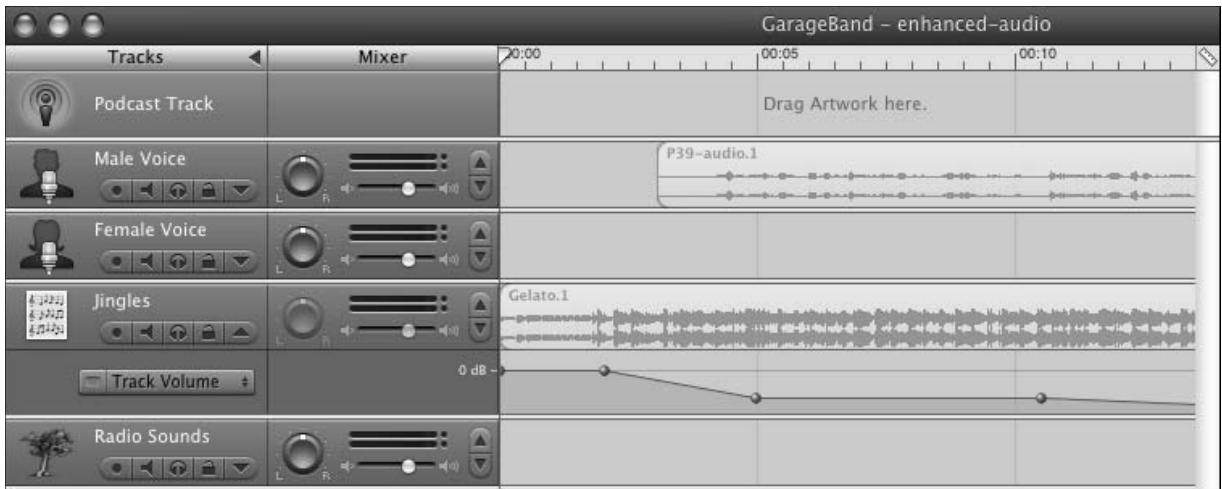 GarageBand – enhanced-audio
Tracks
Mixer
00:00
00:05
00:10
Podcast Track
Drag Artwork here.
Male Voice
L R
P39-audio.1
Female Voice
L R
Jingles
L R
Gelato.1
Track Volume
0 dB
Radio Sounds
L R